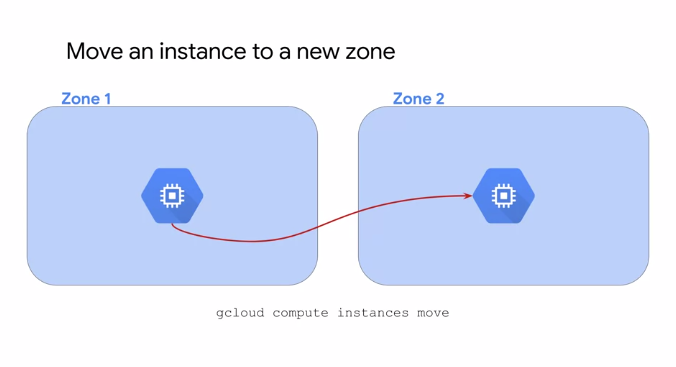 Move an instance to a new zone
Zone 1
Zone 2
gcloud compute instances move